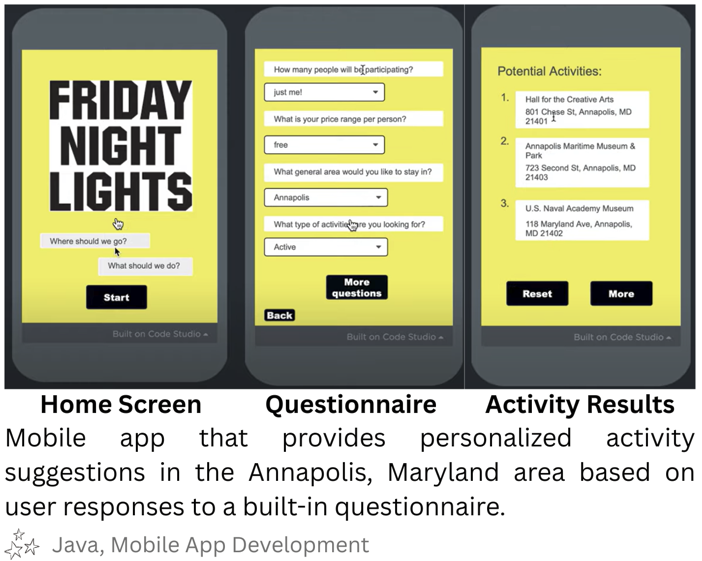 FRIDAY
NIGHT
LIGHTS
Where should we go?
What should we do?
Start
Built on Code Studio
How many people will be participating?
just me!
What is your price range per person?
free
What general area would you like to stay in?
Annapolis
What type of activities are you looking for?
Active
More
questions
Back
Built on Code Studio
Potential Activities:
1.
Hall for the Creative Arts
801 Chase St, Annapolis, MD
21401
2.
Annapolis Maritime Museum &
Park
723 Second St, Annapolis, MD
21403
3.
U.S. Naval Academy Museum
118 Maryland Ave, Annapolis,
MD 21402
Reset
More
Built on Code Studio
Home Screen
Questionnaire
Activity Results
Mobile app that provides personalized activity
suggestions in the Annapolis, Maryland area based on
user responses to a built-in questionnaire.
Java, Mobile App Development